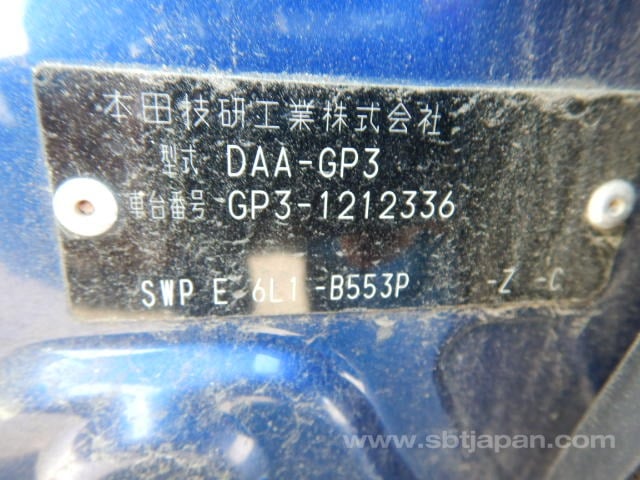 本田技研工業株式会社
型式 DAA-GP3
車台番号 GP3-1212336
SWP E 6L1 -B553P -Z -C
www.sbtjapan.com